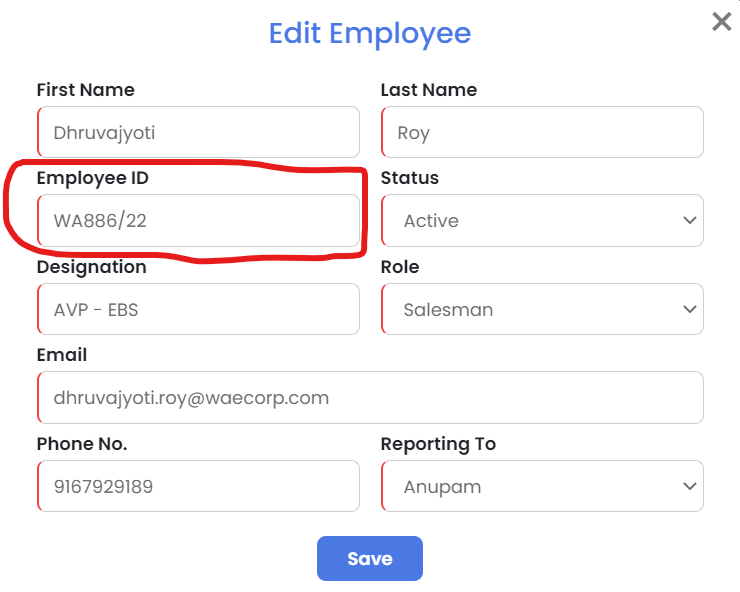 Edit Employee
First Name Last Name
Dhruvajyoti Roy
Employee ID Status
WA886/22 Active
Designation Role
AVP - EBS Salesman
Email
dhruvajyoti.roy@waecorp.com
Phone No. Reporting To
9167929189 Anupam
Save